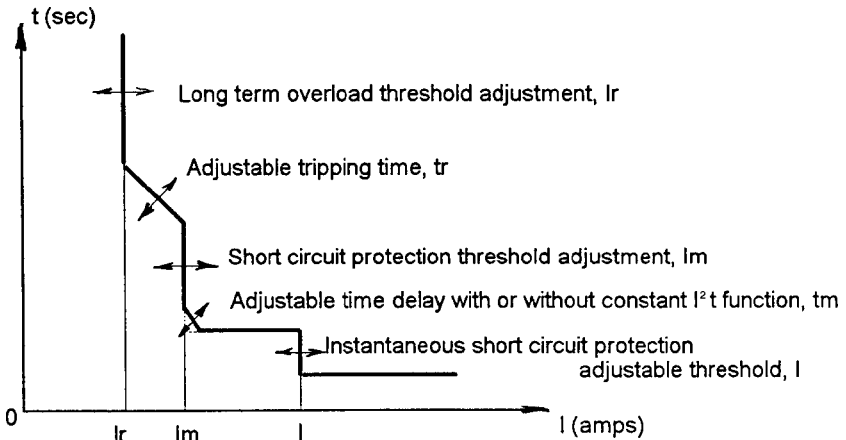 t (sec)
Long term overload threshold adjustment, Ir
Adjustable tripping time, tr
Short circuit protection threshold adjustment, Im
Adjustable time delay with or without constant I²t function, tm
Instantaneous short circuit protection
adjustable threshold, I
0
Ir Im I
I (amps)